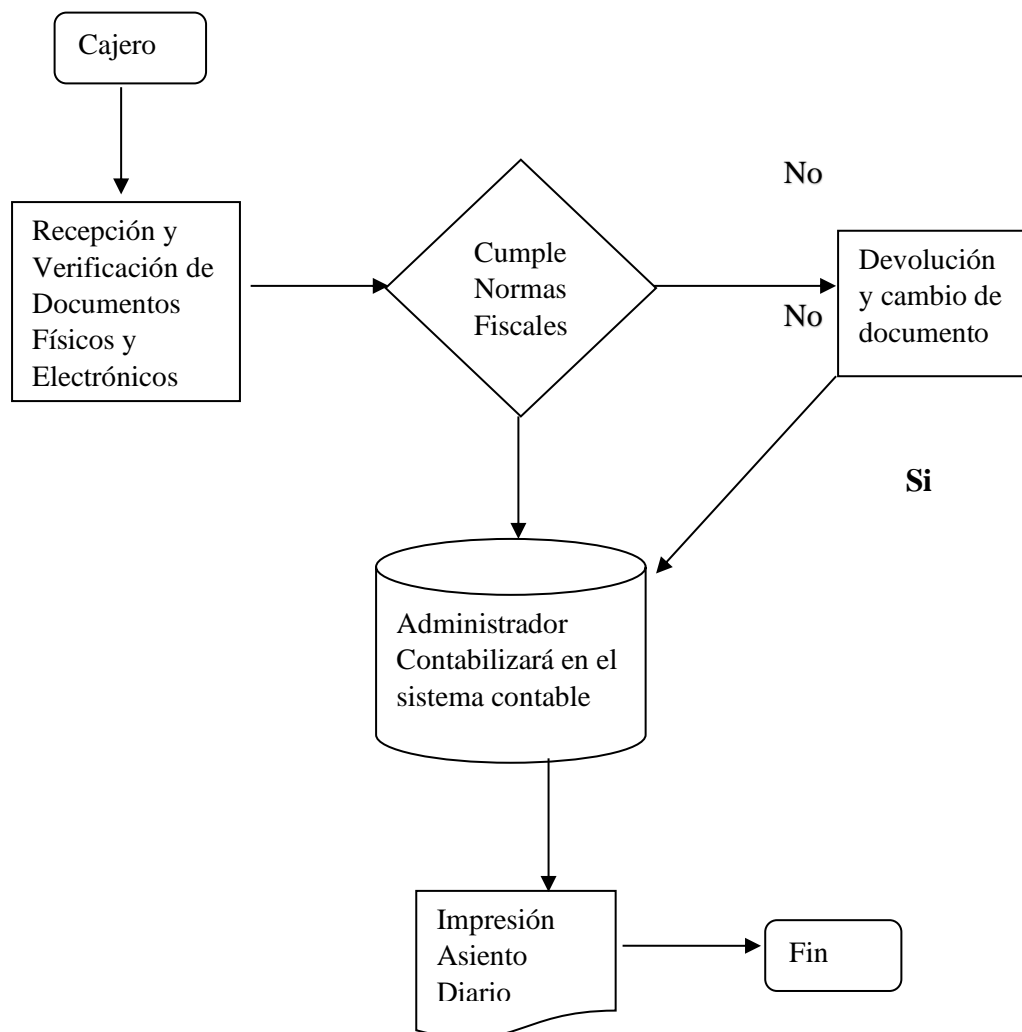 Cajero
No
Recepción y
Verificación de
Documentos
Físicos y
Electrónicos
Cumple
Normas
Fiscales
Devolución
y cambio de
documento
No
Si
Administrador
Contabilizará en el
sistema contable
Impresión
Asiento
Diario
Fin